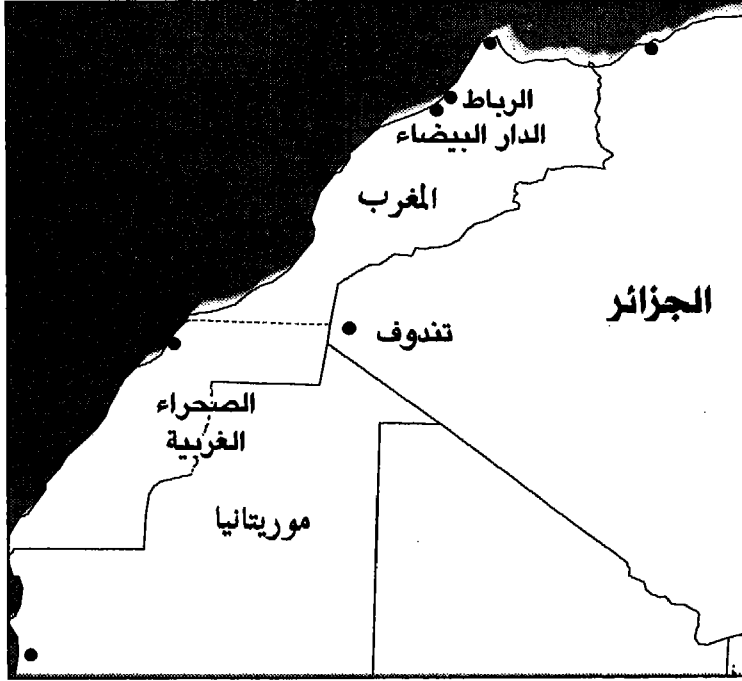 الرباط
الدار البيضاء
المغرب
الجزائر
تندوف
الصحراء
الغربية
موريتانيا